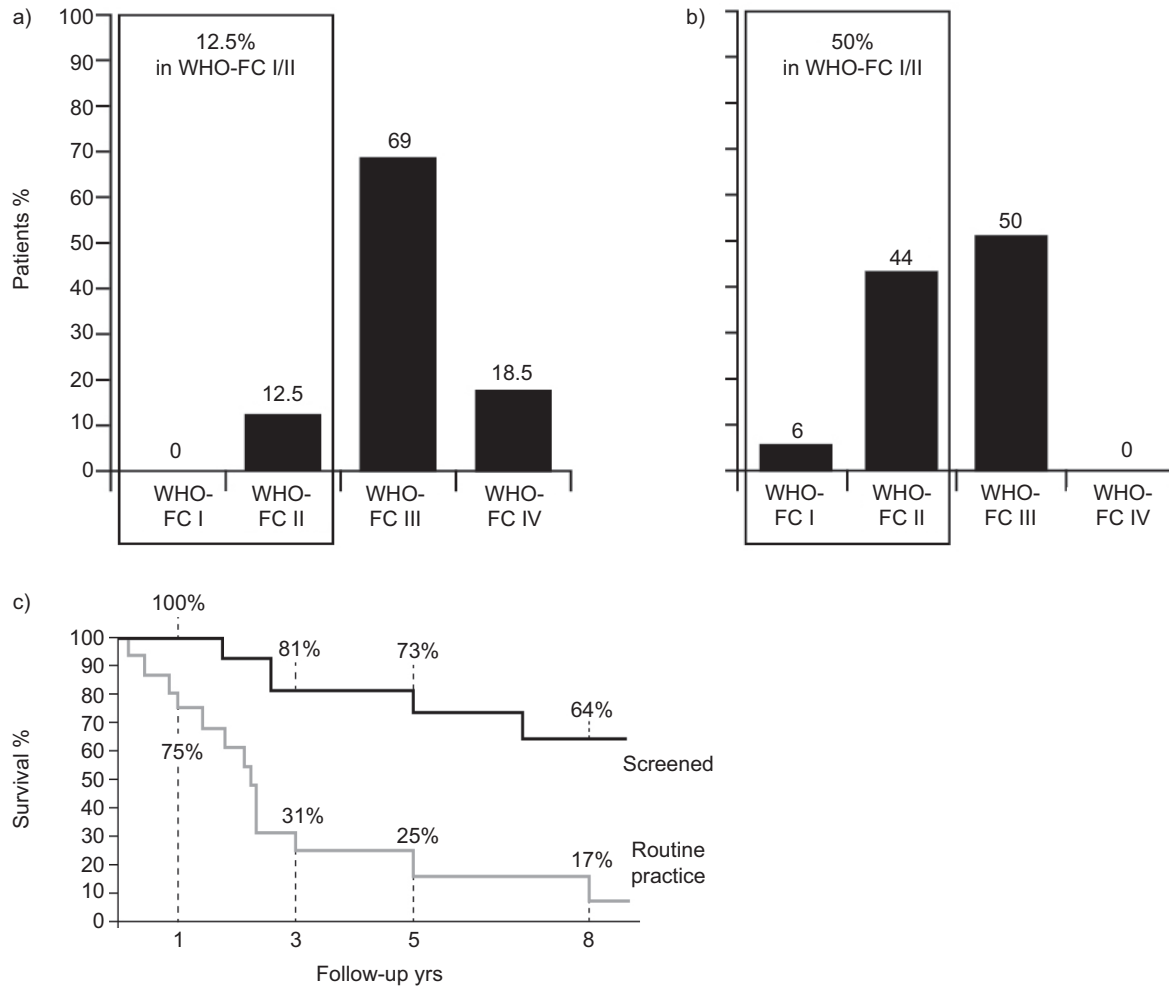 a)
100
90
80
70
60
50
40
30
20
10
0
Patients %
12.5%
in WHO-FC I/II
0
12.5
69
18.5
WHO-
FC I
WHO-
FC II
WHO-
FC III
WHO-
FC IV
b)
50%
in WHO-FC I/II
6
44
50
0
WHO-
FC I
WHO-
FC II
WHO-
FC III
WHO-
FC IV
c)
100
90
80
70
60
50
40
30
20
10
0
Survival %
100%
81%
73%
64%
Screened
75%
31%
25%
17%
Routine
practice
1
3
5
8
Follow-up yrs